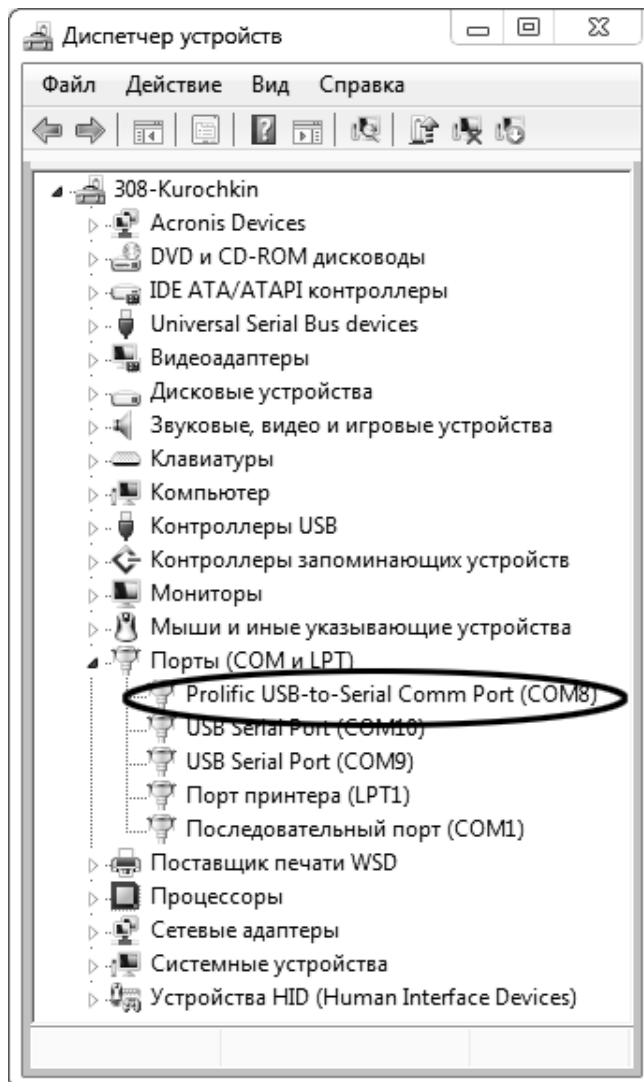 Диспетчер устройств
Файл Действие Вид Справка
308-Kurochkin
Acronis Devices
DVD и CD-ROM дисководы
IDE ATA/ATAPI контроллеры
Universal Serial Bus devices
Видеоадаптеры
Дисковые устройства
Звуковые, видео и игровые устройства
Клавиатуры
Компьютер
Контроллеры USB
Контроллеры запоминающих устройств
Мониторы
Мыши и иные указывающие устройства
Порты (COM и LPT)
Prolific USB-to-Serial Comm Port (COM8)
USB Serial Port (COM10)
USB Serial Port (COM9)
Порт принтера (LPT1)
Последовательный порт (COM1)
Поставщик печати WSD
Процессоры
Сетевые адаптеры
Системные устройства
Устройства HID (Human Interface Devices)